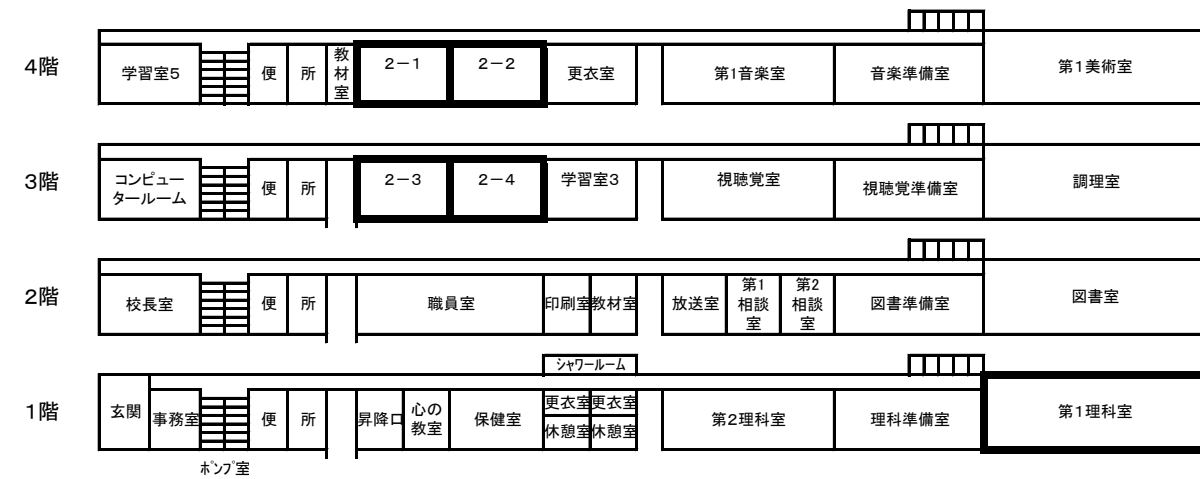 4階
学習室5
便
所
教
材
室
2－1
2－2
更衣室
第1音楽室
音楽準備室
第1美術室
3階
コンピュー
タールーム
便
所
2－3
2－4
学習室3
視聴覚室
視聴覚準備室
調理室
2階
校長室
便
所
職員室
印刷室
教材室
放送室
第1
相談
室
第2
相談
室
図書準備室
図書室
シャワールーム
1階
玄関
事務室
便
所
昇降口
心の
教室
保健室
更衣室
更衣室
休憩室
休憩室
第2理科室
理科準備室
第1理科室
ﾎﾟﾝﾌﾟ室